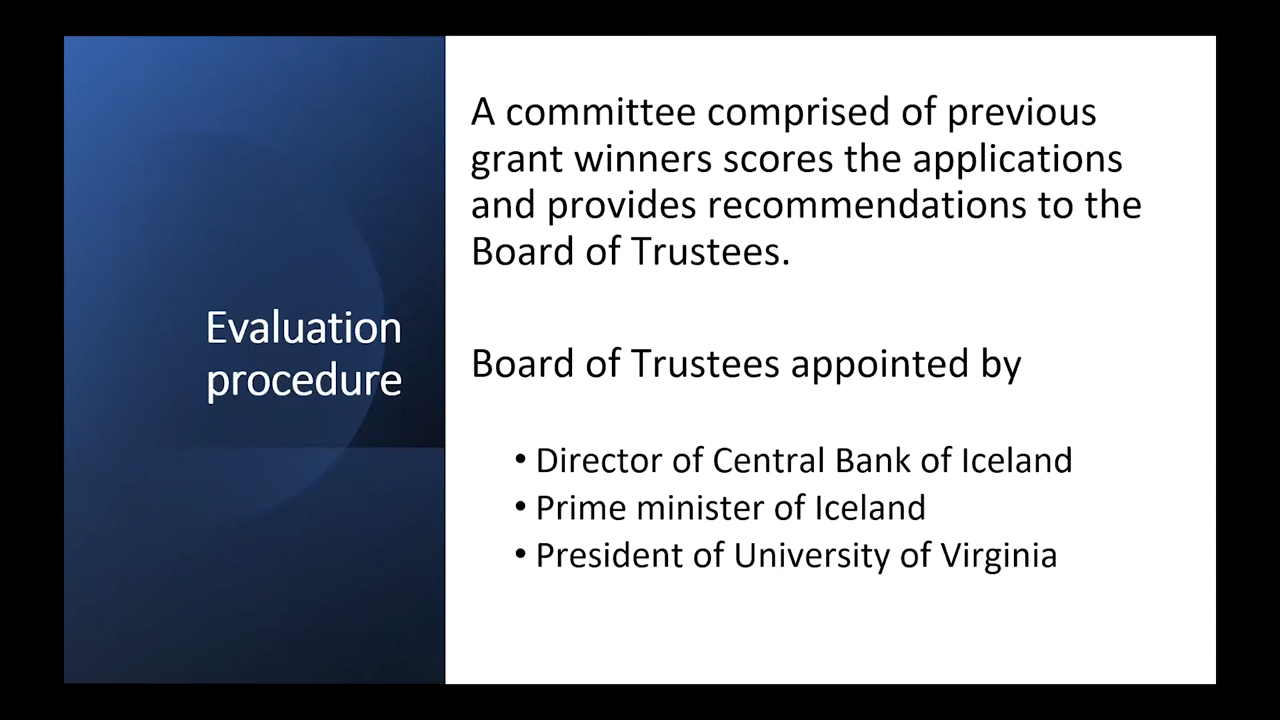 Evaluation
procedure
A committee comprised of previous
grant winners scores the applications
and provides recommendations to the
Board of Trustees.
Board of Trustees appointed by
• Director of Central Bank of Iceland
• Prime minister of Iceland
• President of University of Virginia